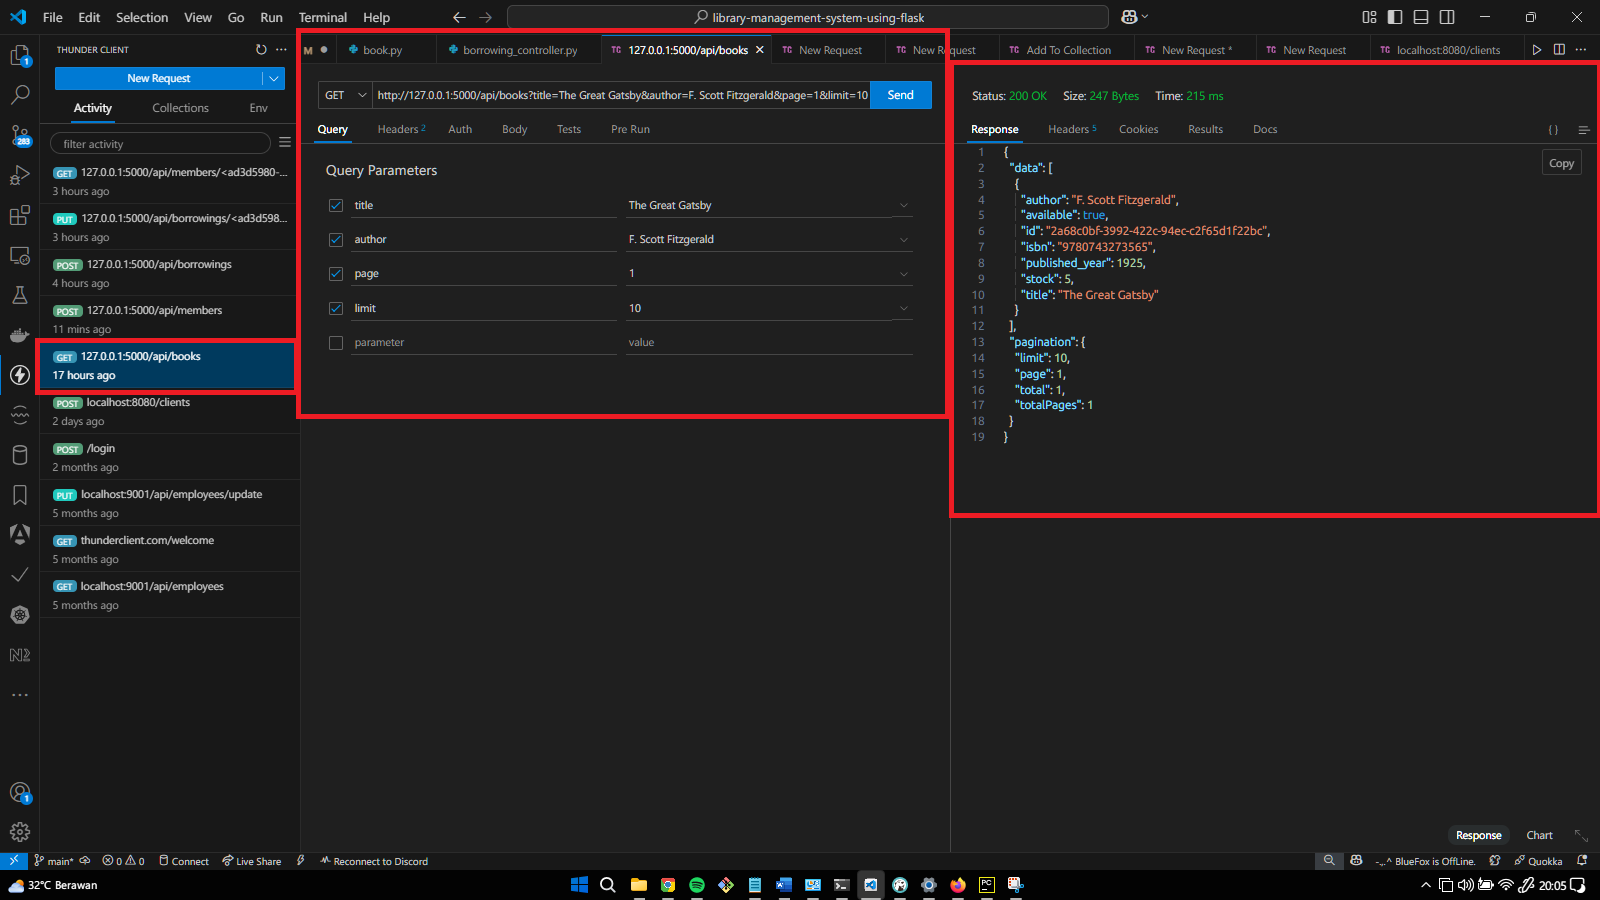 File Edit Selection View Go Run Terminal Help
library-management-system-using-flask
THUNDER CLIENT
New Request
Activity Collections Env
filter activity
GET 127.0.0.1:5000/api/members/<ad3d5980-...
3 hours ago
PUT 127.0.0.1:5000/api/borrowings/<ad3d598...
3 hours ago
POST 127.0.0.1:5000/api/borrowings
4 hours ago
POST 127.0.0.1:5000/api/members
11 mins ago
GET 127.0.0.1:5000/api/books
17 hours ago
POST localhost:8080/clients
2 days ago
POST /login
2 months ago
PUT localhost:9001/api/employees/update
5 months ago
GET thunderclient.com/welcome
5 months ago
GET localhost:9001/api/employees
5 months ago
1
283
1
M book.py borrowing_controller.py TC 127.0.0.1:5000/api/books TC New Request TC New Request TC Add To Collection TC New Request * TC New Request TC localhost:8080/clients
GET http://127.0.0.1:5000/api/books?title=The Great Gatsby&author=F. Scott Fitzgerald&page=1&limit=10 Send
Query Headers 2 Auth Body Tests Pre Run
Query Parameters
title The Great Gatsby
author F. Scott Fitzgerald
page 1
limit 10
parameter value
Status: 200 OK Size: 247 Bytes Time: 215 ms
Response Headers 5 Cookies Results Docs { }
Copy
1 {
2 "data": [
3 {
4 "author": "F. Scott Fitzgerald",
5 "available": true,
6 "id": "2a68c0bf-3992-422c-94ec-c2f65d1f22bc",
7 "isbn": "9780743273565",
8 "published_year": 1925,
9 "stock": 5,
10 "title": "The Great Gatsby"
11 }
12 ],
13 "pagination": {
14 "limit": 10,
15 "page": 1,
16 "total": 1,
17 "totalPages": 1
18 }
19 }
Response Chart
main* 0 0 Connect Live Share Reconnect to Discord
-.,.^ BlueFox is OffLine. Quokka
32°C Berawan
PC
20:05